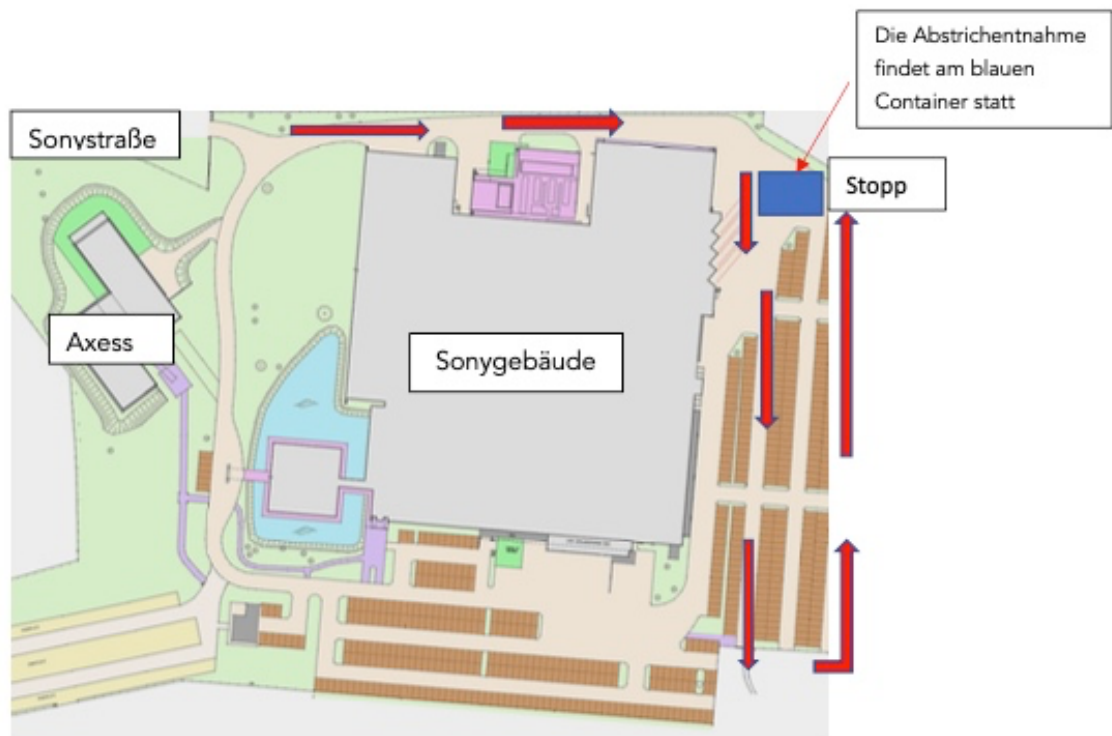 Die Abstrichentnahme
findet am blauen
Container statt
Sonystraße
Stopp
Axess
Sonygebäude